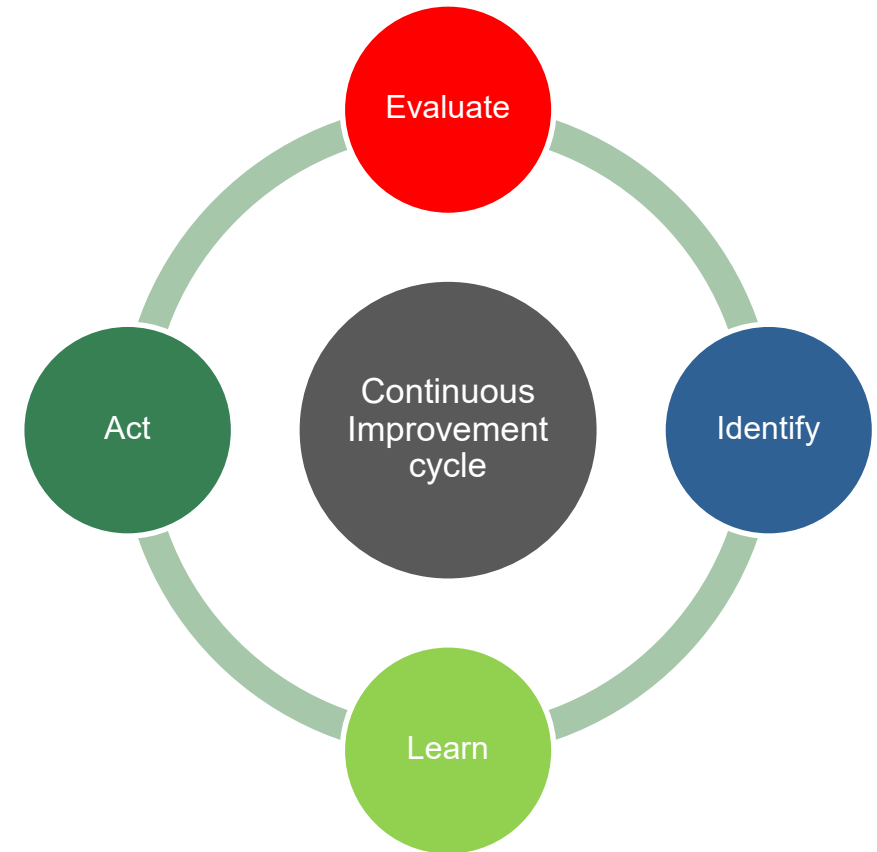 Evaluate
Identify
Learn
Act
Continuous
Improvement
cycle